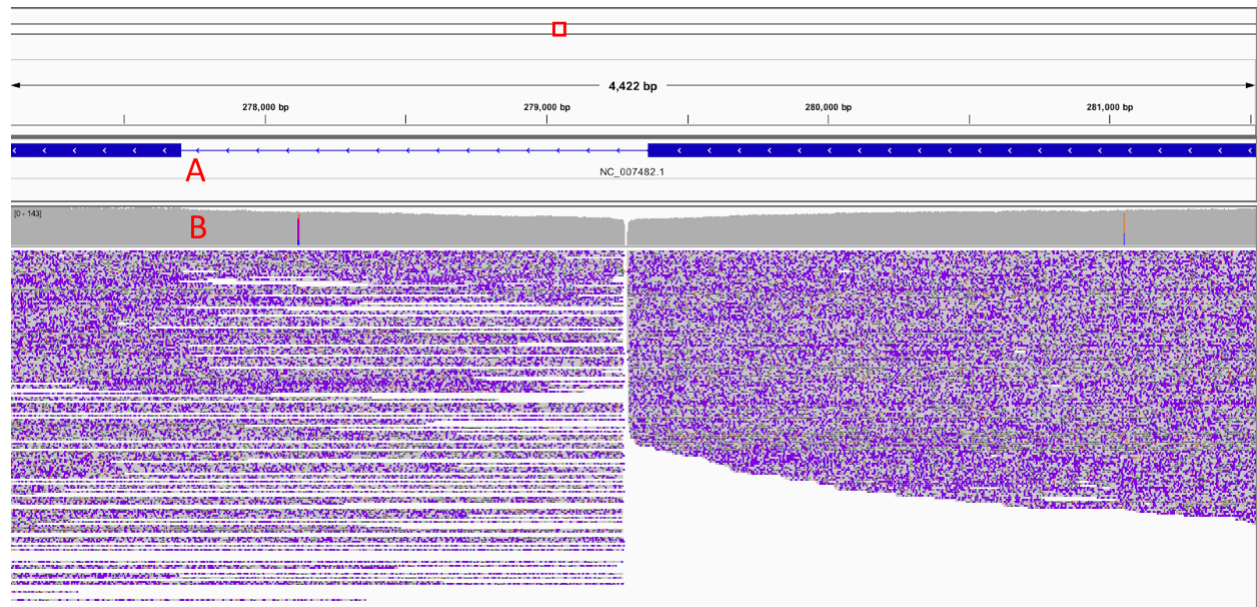 4,422 bp
278,000 bp 279,000 bp 280,000 bp 281,000 bp
A
NC_007482.1
[0 - 143]
B